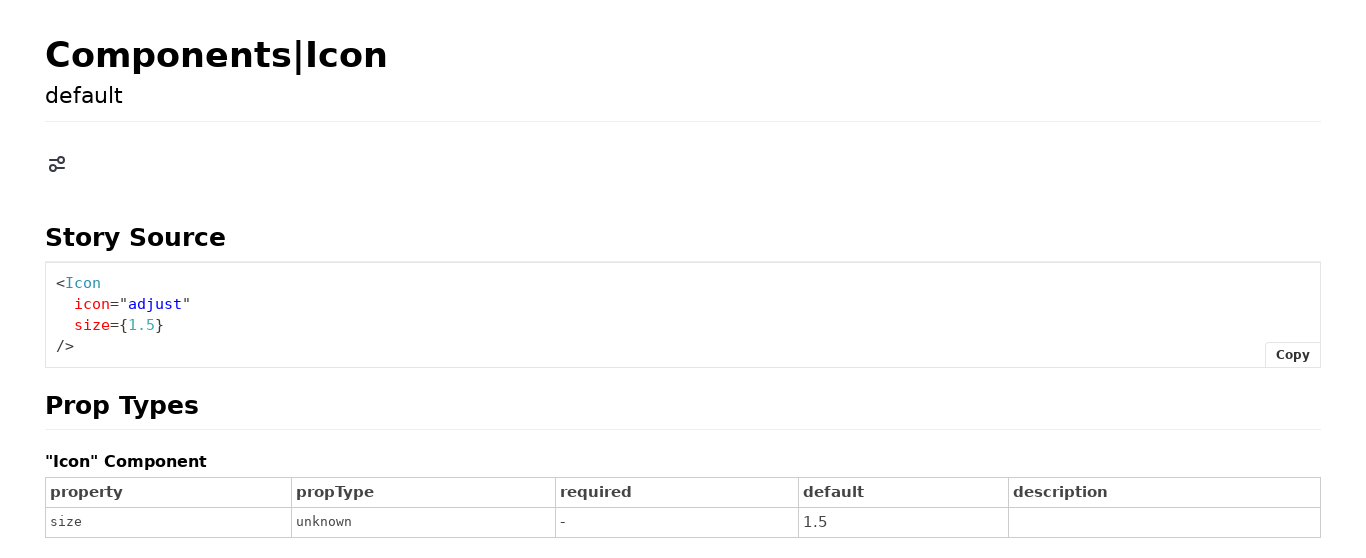 Components|Icon
default
Story Source
<Icon
  icon="adjust"
  size={1.5}
/>
Copy
Prop Types
"Icon" Component
property propType required default description
size unknown - 1.5